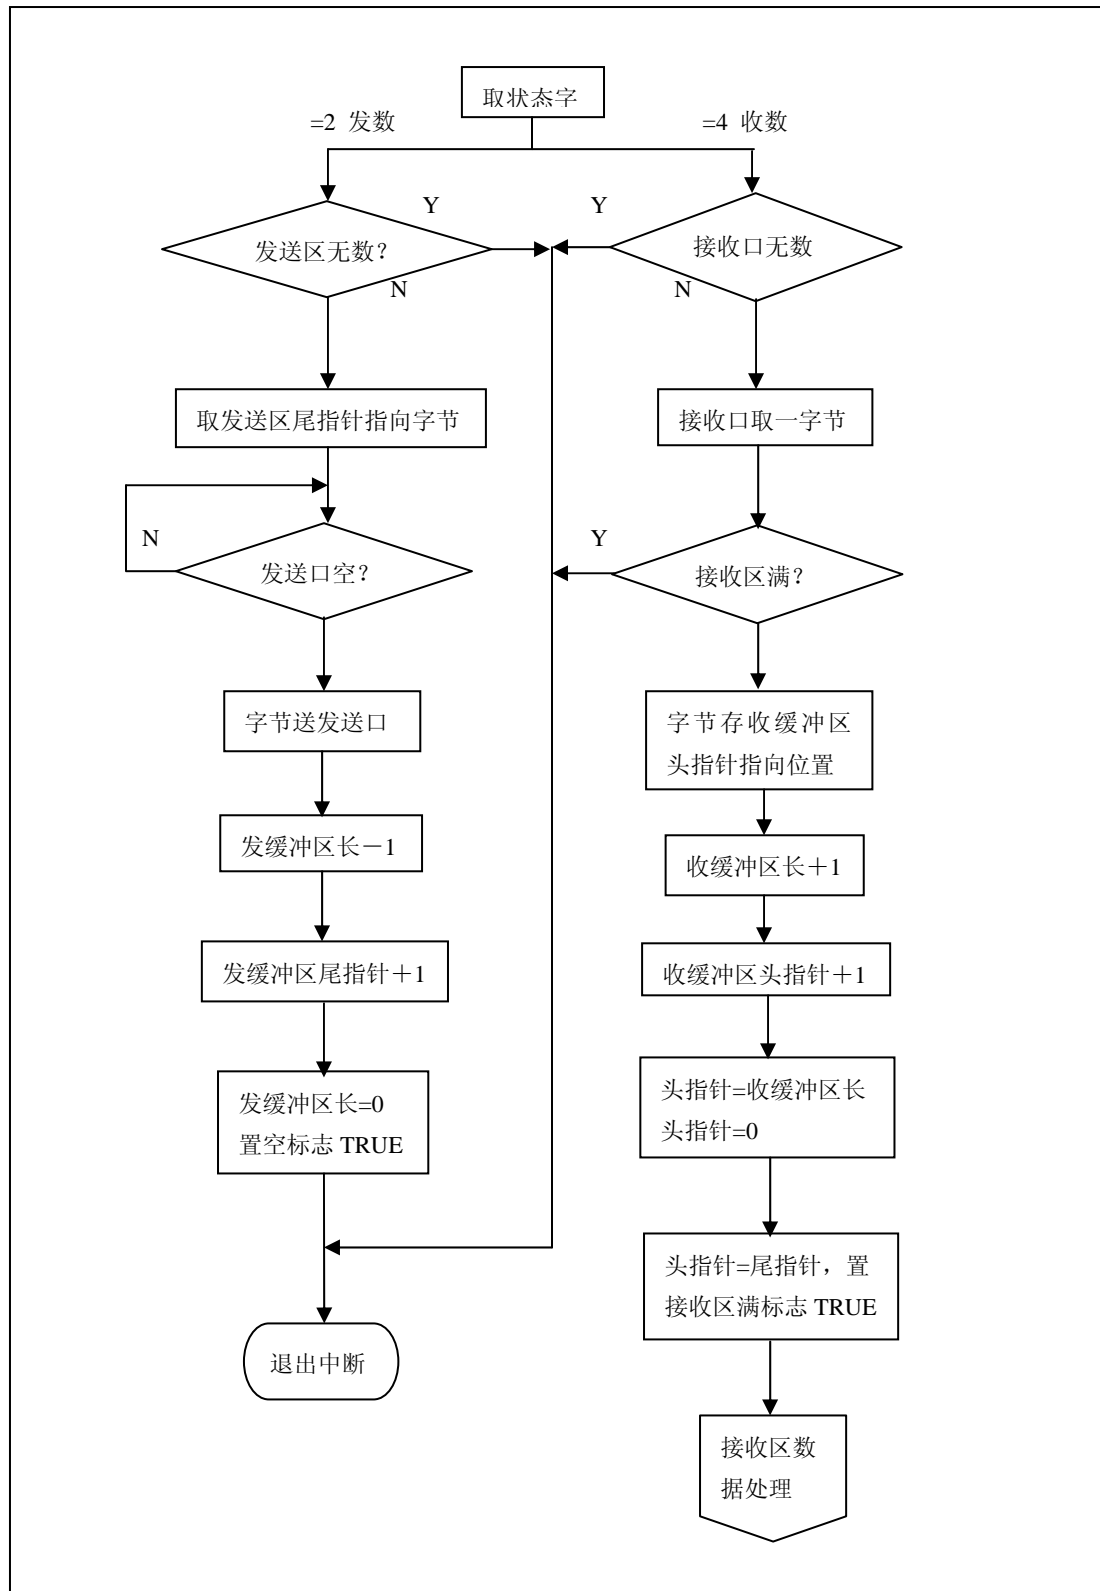 取状态字
=2 发数
=4 收数
Y
Y
发送区无数？
接收口无数
N
N
取发送区尾指针指向字节
接收口取一字节
N
Y
发送口空？
接收区满？
字节送发送口
字节存收缓冲区
头指针指向位置
发缓冲区长－1
收缓冲区长＋1
发缓冲区尾指针＋1
收缓冲区头指针＋1
发缓冲区长=0
置空标志 TRUE
头指针=收缓冲区长
头指针=0
头指针=尾指针，置
接收区满标志 TRUE
退出中断
接收区数
据处理